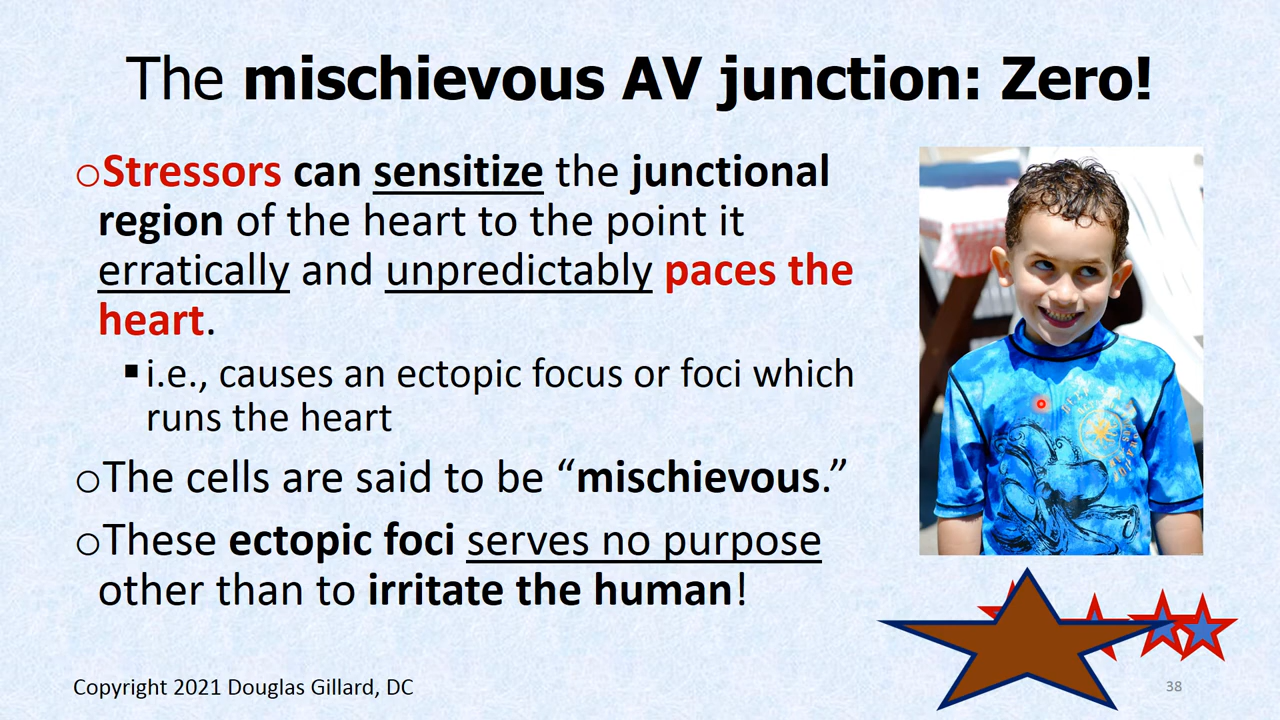 The mischievous AV junction: Zero!
oStressors can sensitize the junctional
region of the heart to the point it
erratically and unpredictably paces the
heart.
▪i.e., causes an ectopic focus or foci which
runs the heart
oThe cells are said to be “mischievous.”
oThese ectopic foci serves no purpose
other than to irritate the human!
Copyright 2021 Douglas Gillard, DC
38